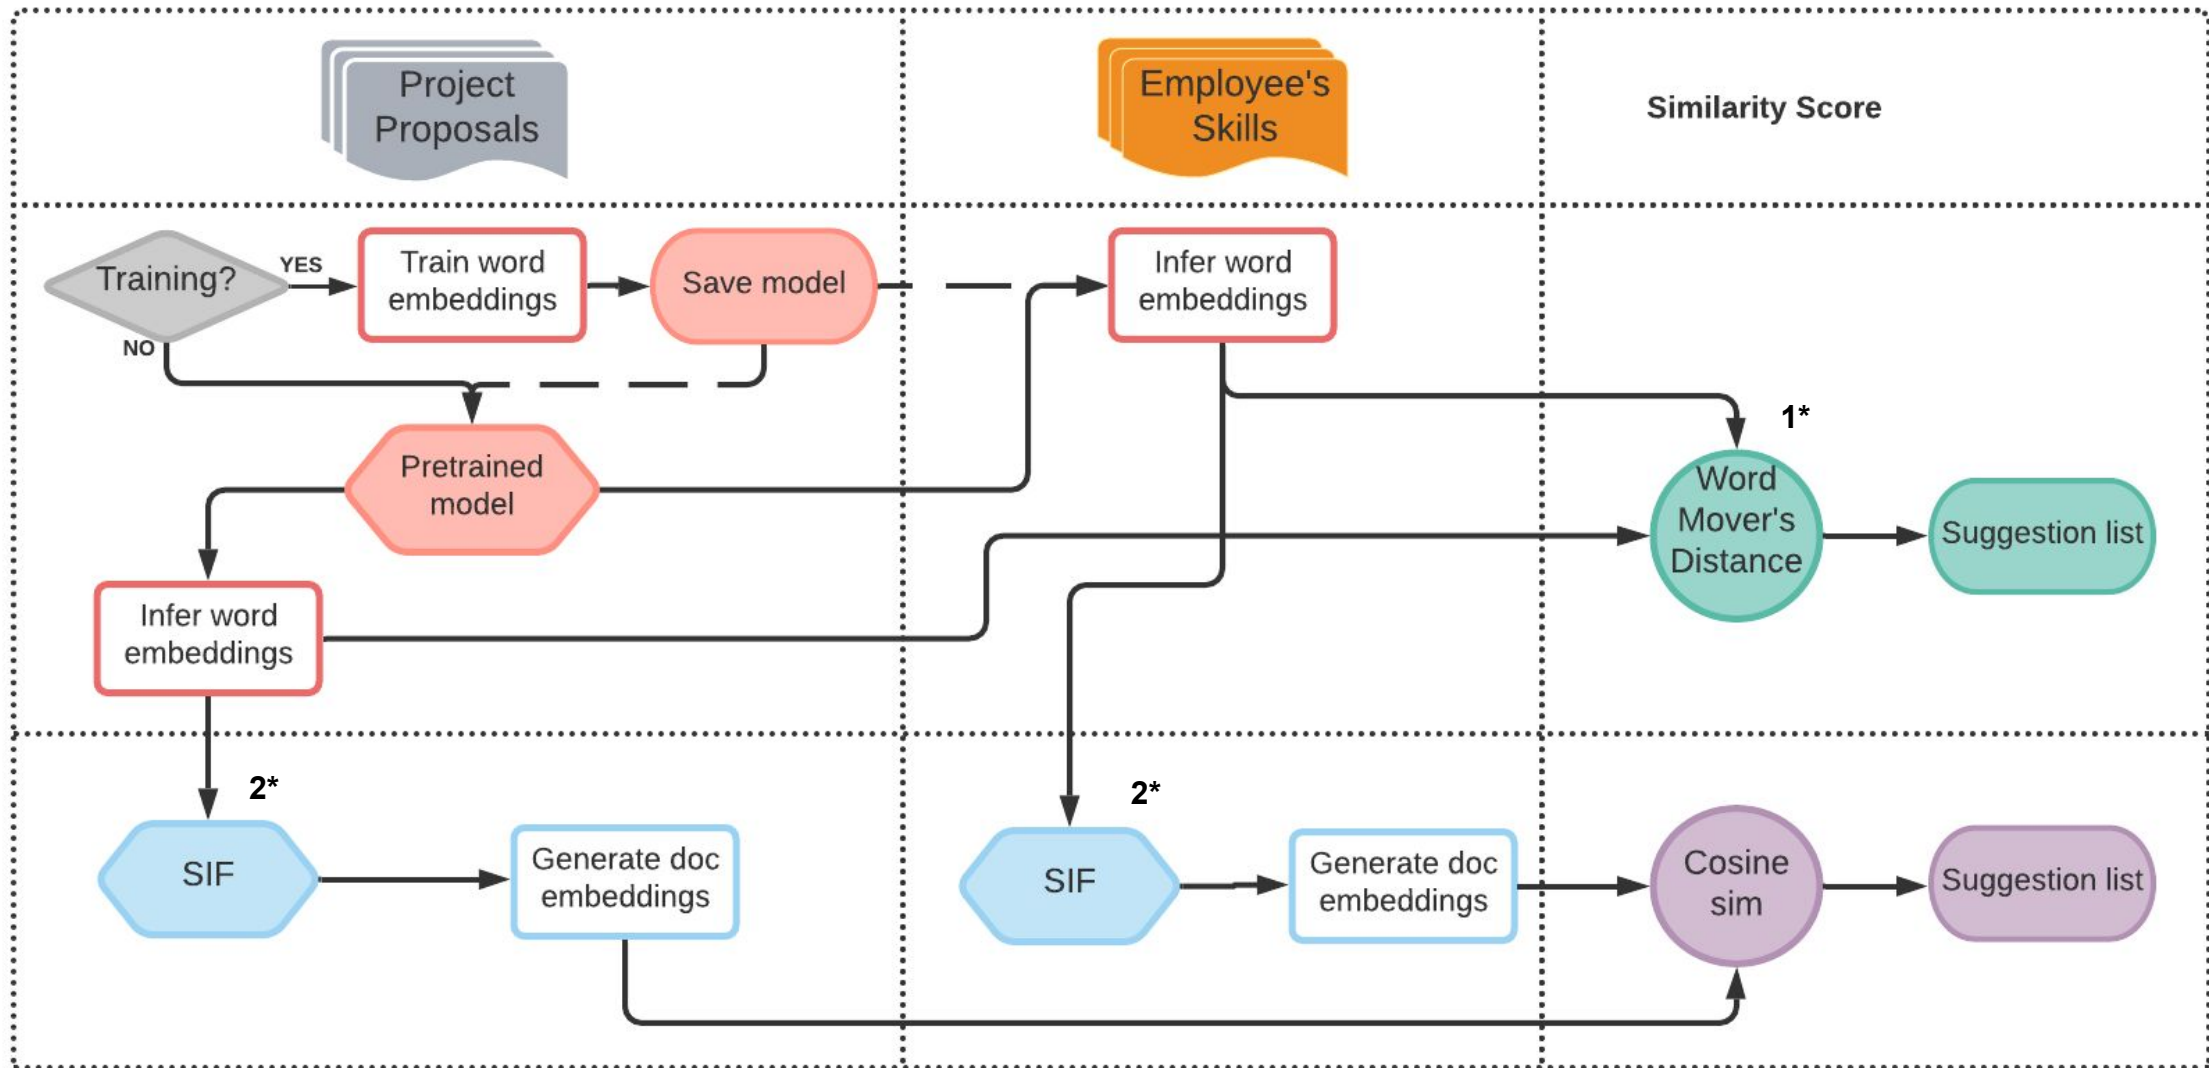 Project
Proposals
Employee's
Skills
Similarity Score
Training?
YES
NO
Train word
embeddings
Save model
Infer word
embeddings
1*
Pretrained
model
Word
Mover's
Distance
Suggestion list
Infer word
embeddings
2*
SIF
Generate doc
embeddings
2*
SIF
Generate doc
embeddings
Cosine
sim
Suggestion list